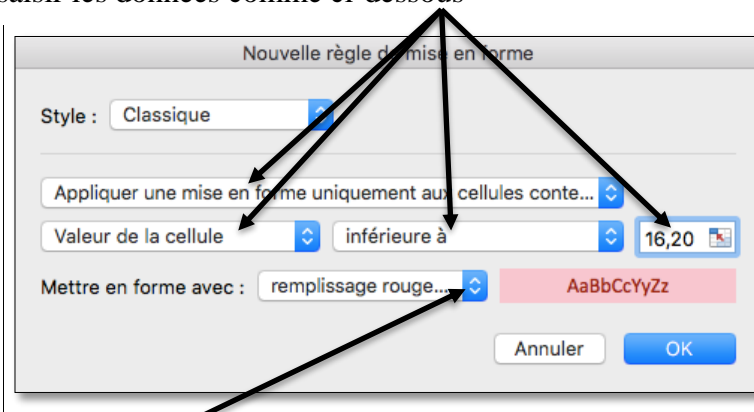 saisir les données comme ci-dessous
Nouvelle règle de mise en forme
Style : Classique
Appliquer une mise en forme uniquement aux cellules conte...
Valeur de la cellule inférieure à 16,20
Mettre en forme avec : remplissage rouge... AaBbCcYyZz
Annuler OK